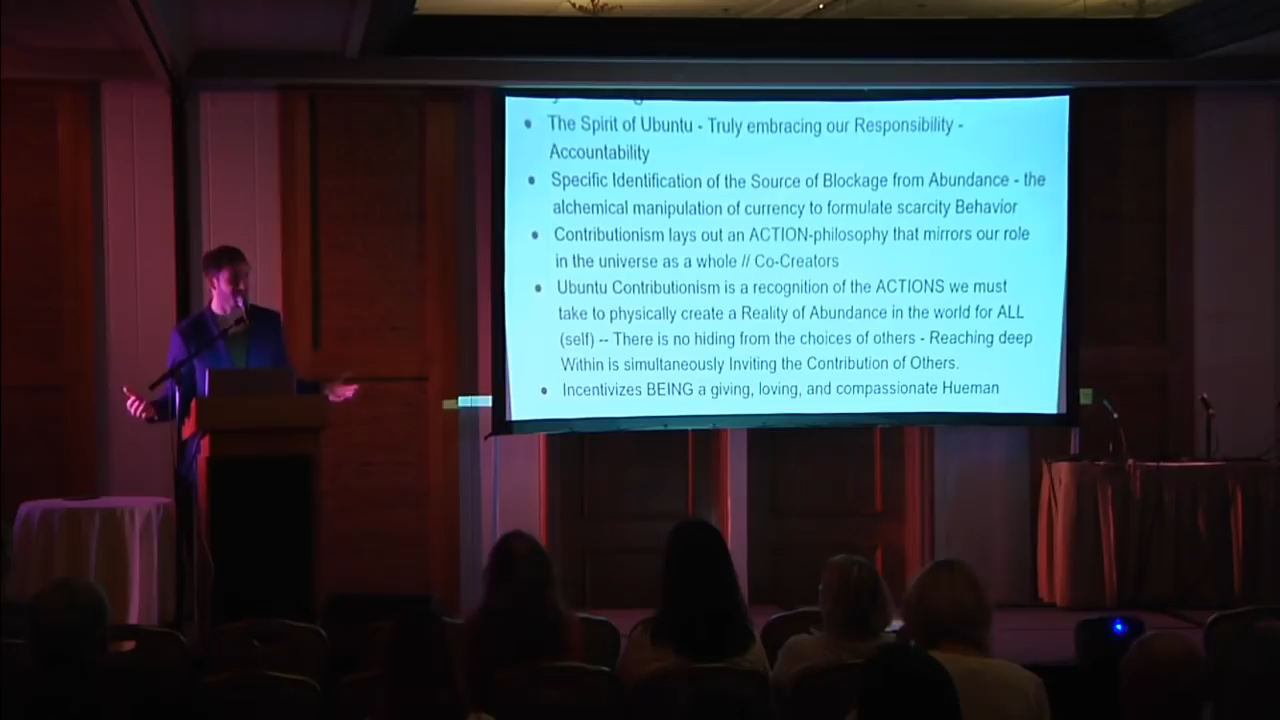 • The Spirit of Ubuntu - Truly embracing our Responsibility -
Accountability
• Specific Identification of the Source of Blockage from Abundance - the
alchemical manipulation of currency to formulate scarcity Behavior
• Contributionism lays out an ACTION-philosophy that mirrors our role
in the universe as a whole // Co-Creators
• Ubuntu Contributionism is a recognition of the ACTIONS we must
take to physically create a Reality of Abundance in the world for ALL
(self) -- There is no hiding from the choices of others - Reaching deep
Within is simultaneously Inviting the Contribution of Others.
• Incentivizes BEING a giving, loving, and compassionate Hueman